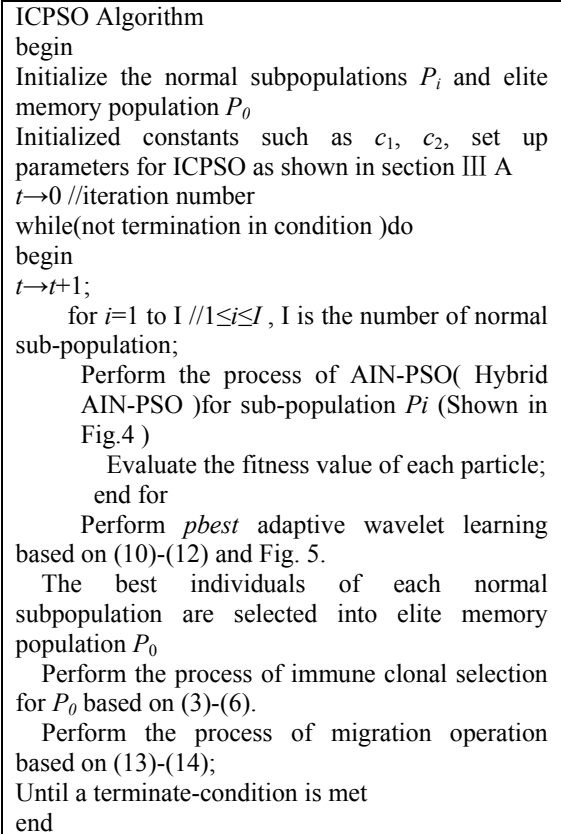 ICPSO Algorithm
begin
Initialize the normal subpopulations Pi and elite
memory population P0
Initialized constants such as c1, c2, set up
parameters for ICPSO as shown in section III A
t→0 //iteration number
while(not termination in condition )do
begin
t→t+1;
for i=1 to I //1≤i≤I , I is the number of normal
sub-population;
Perform the process of AIN-PSO( Hybrid
AIN-PSO )for sub-population Pi (Shown in
Fig.4 )
Evaluate the fitness value of each particle;
end for
Perform pbest adaptive wavelet learning
based on (10)-(12) and Fig. 5.
The best individuals of each normal
subpopulation are selected into elite memory
population P0
Perform the process of immune clonal selection
for P0 based on (3)-(6).
Perform the process of migration operation
based on (13)-(14);
Until a terminate-condition is met
end